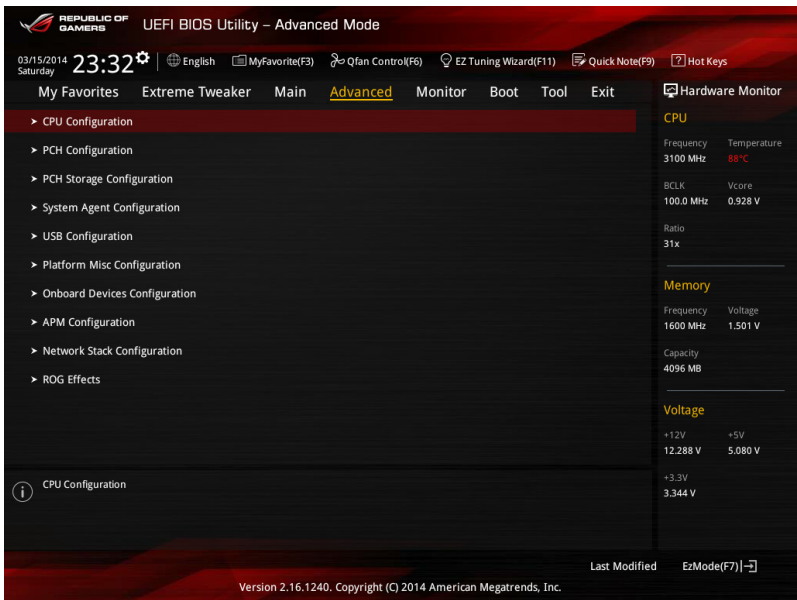 REPUBLIC OF
GAMERS
UEFI BIOS Utility – Advanced Mode
03/15/2014
Saturday
23:32
English
MyFavorite(F3)
Qfan Control(F6)
EZ Tuning Wizard(F11)
Quick Note(F9)
? Hot Keys
My Favorites Extreme Tweaker Main Advanced Monitor Boot Tool Exit
Hardware Monitor
> CPU Configuration
> PCH Configuration
> PCH Storage Configuration
> System Agent Configuration
> USB Configuration
> Platform Misc Configuration
> Onboard Devices Configuration
> APM Configuration
> Network Stack Configuration
> ROG Effects
CPU
Frequency Temperature
3100 MHz 88°C
BCLK Vcore
100.0 MHz 0.928 V
Ratio
31x
Memory
Frequency Voltage
1600 MHz 1.501 V
Capacity
4096 MB
Voltage
+12V +5V
12.288 V 5.080 V
+3.3V
3.344 V
i CPU Configuration
Last Modified EzMode(F7)
Version 2.16.1240. Copyright (C) 2014 American Megatrends, Inc.